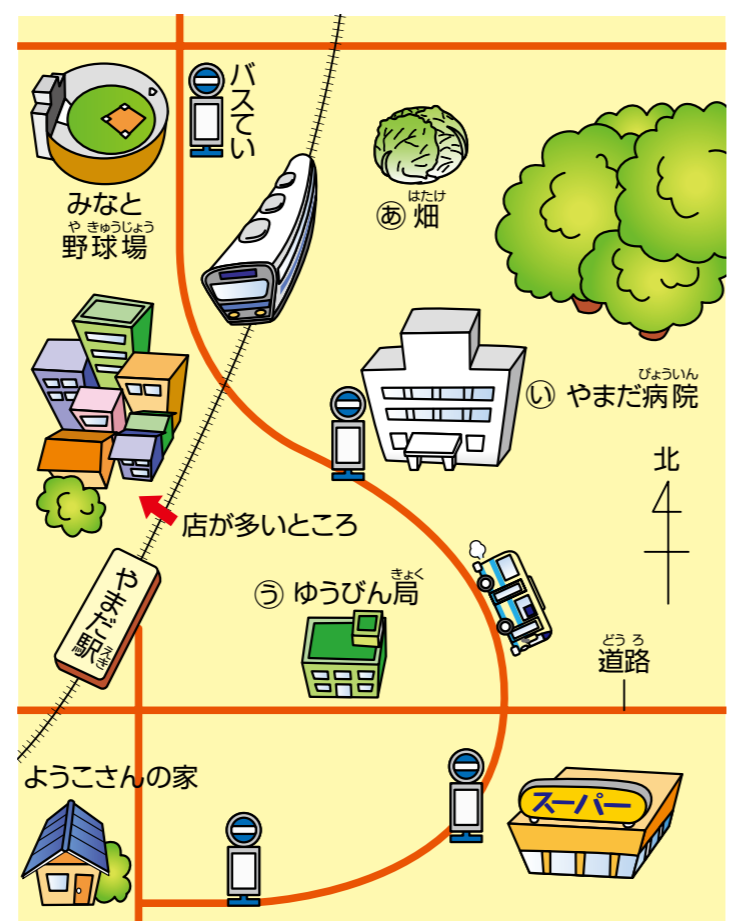 バスてい
みなと
や きゅうじょう
野球場
はたけ
あ 畑
びょういん
い やまだ病院
北
店が多いところ
きょく
う ゆうびん局
やまだ駅
えき
どう ろ
道路
ようこさんの家
スーパー